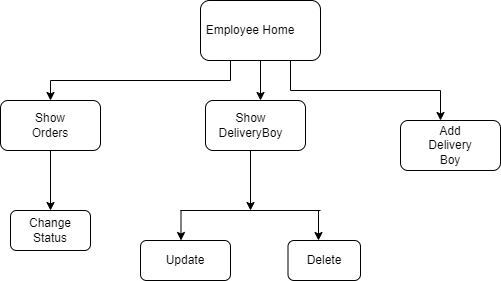 Employee Home
Show
Orders
Show
DeliveryBoy
Add
Delivery
Boy
Change
Status
Update
Delete